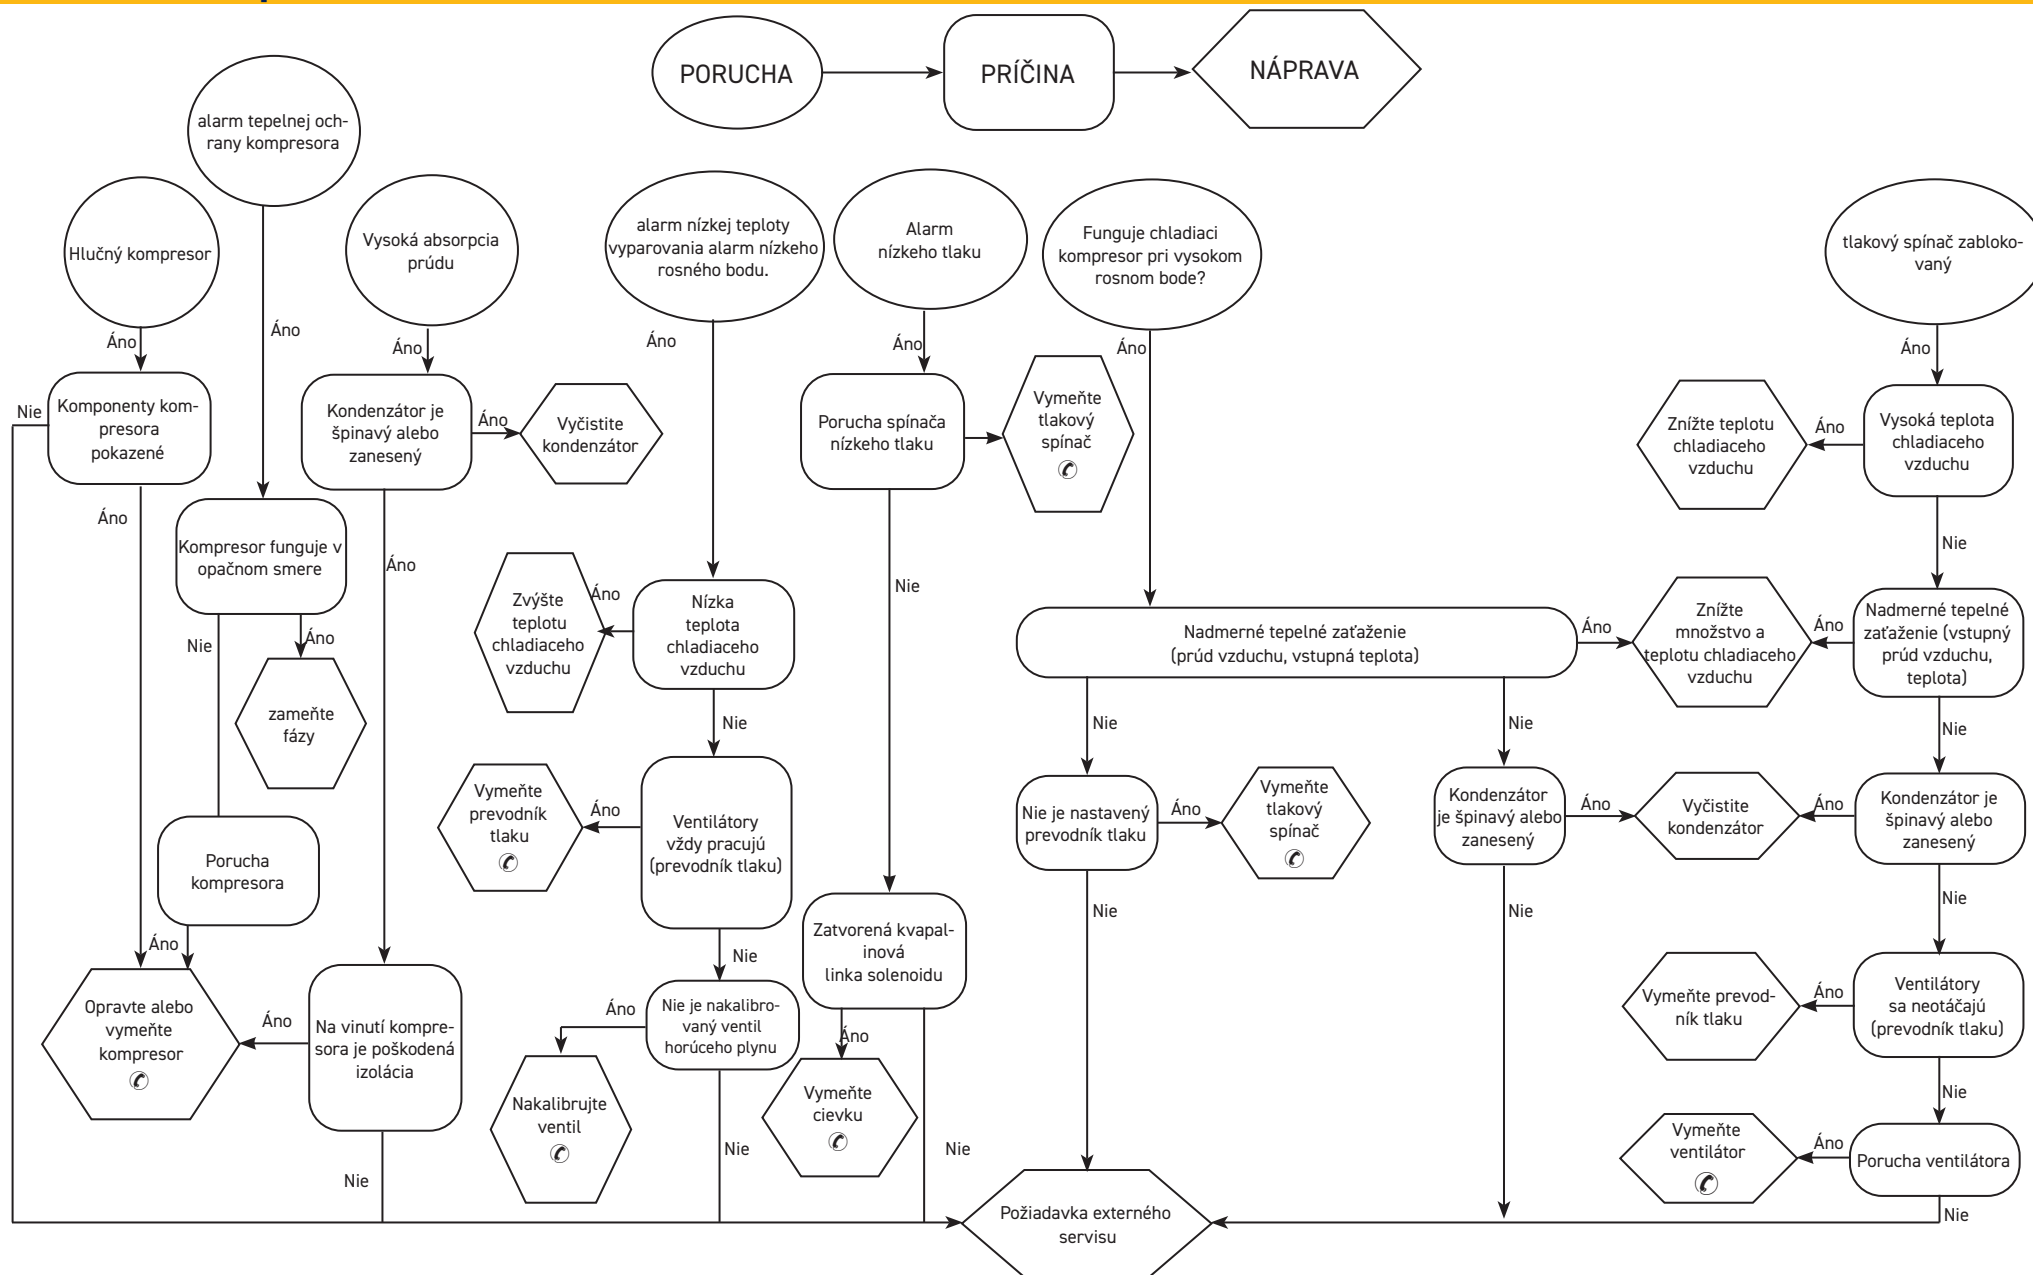 PORUCHA
PRÍČINA
NÁPRAVA
alarm tepelnej och-
rany kompresora
Hlučný kompresor
Vysoká absorpcia
prúdu
alarm nízkej teploty
vyparovania alarm nízkeho
rosného bodu.
Alarm
nízkeho tlaku
Funguje chladiaci
kompresor pri vysokom
rosnom bode?
tlakový spínač zabloko-
vaný
Áno
Áno
Áno
Áno
Áno
Áno
Áno
Nie
Komponenty kom-
presora
pokazené
Kondenzátor je
špinavý alebo
zanesený
Áno
Vyčistite
kondenzátor
Porucha spínača
nízkeho tlaku
Vymeňte
tlakový
spínač
Znížte teplotu
chladiaceho
vzduchu
Áno
Vysoká teplota
chladiaceho
vzduchu
Áno
Kompresor funguje v
opačnom smere
Áno
Nie
Nie
Zvýšte
teplotu
chladiaceho
vzduchu
Áno
Nízka
teplota
chladiaceho
vzduchu
Nadmerné tepelné zaťaženie
(prúd vzduchu, vstupná teplota)
Áno
Znížte
množstvo a
teplotu chladiaceho
vzduchu
Áno
Nadmerné tepelné
zaťaženie (vstupný
prúd vzduchu,
teplota)
Nie
Áno
zameňte
fázy
Nie
Nie
Nie
Nie
Vymeňte
prevodník
tlaku
Áno
Ventilátory
vždy pracujú
(prevodník tlaku)
Nie je nastavený
prevodník tlaku
Áno
Vymeňte
tlakový
spínač
Kondenzátor
je špinavý alebo
zanesený
Áno
Vyčistite
kondenzátor
Áno
Kondenzátor je
špinavý alebo
zanesený
Porucha
kompresora
Áno
Nie
Nie
Nie
Nie
Zatvorená kvapal-
inová
linka solenoidu
Opravte alebo
vymeňte
kompresor
Áno
Na vinutí kompre-
sora je poškodená
izolácia
Áno
Nie je nakalibro-
vaný ventil
horúceho plynu
Áno
Vymeňte prevod-
ník tlaku
Áno
Ventilátory
sa neotáčajú
(prevodník tlaku)
Nakalibrujte
ventil
Vymeňte
cievku
Nie
Nie
Nie
Nie
Vymeňte
ventilátor
Áno
Porucha ventilátora
Požiadavka externého
servisu
Nie